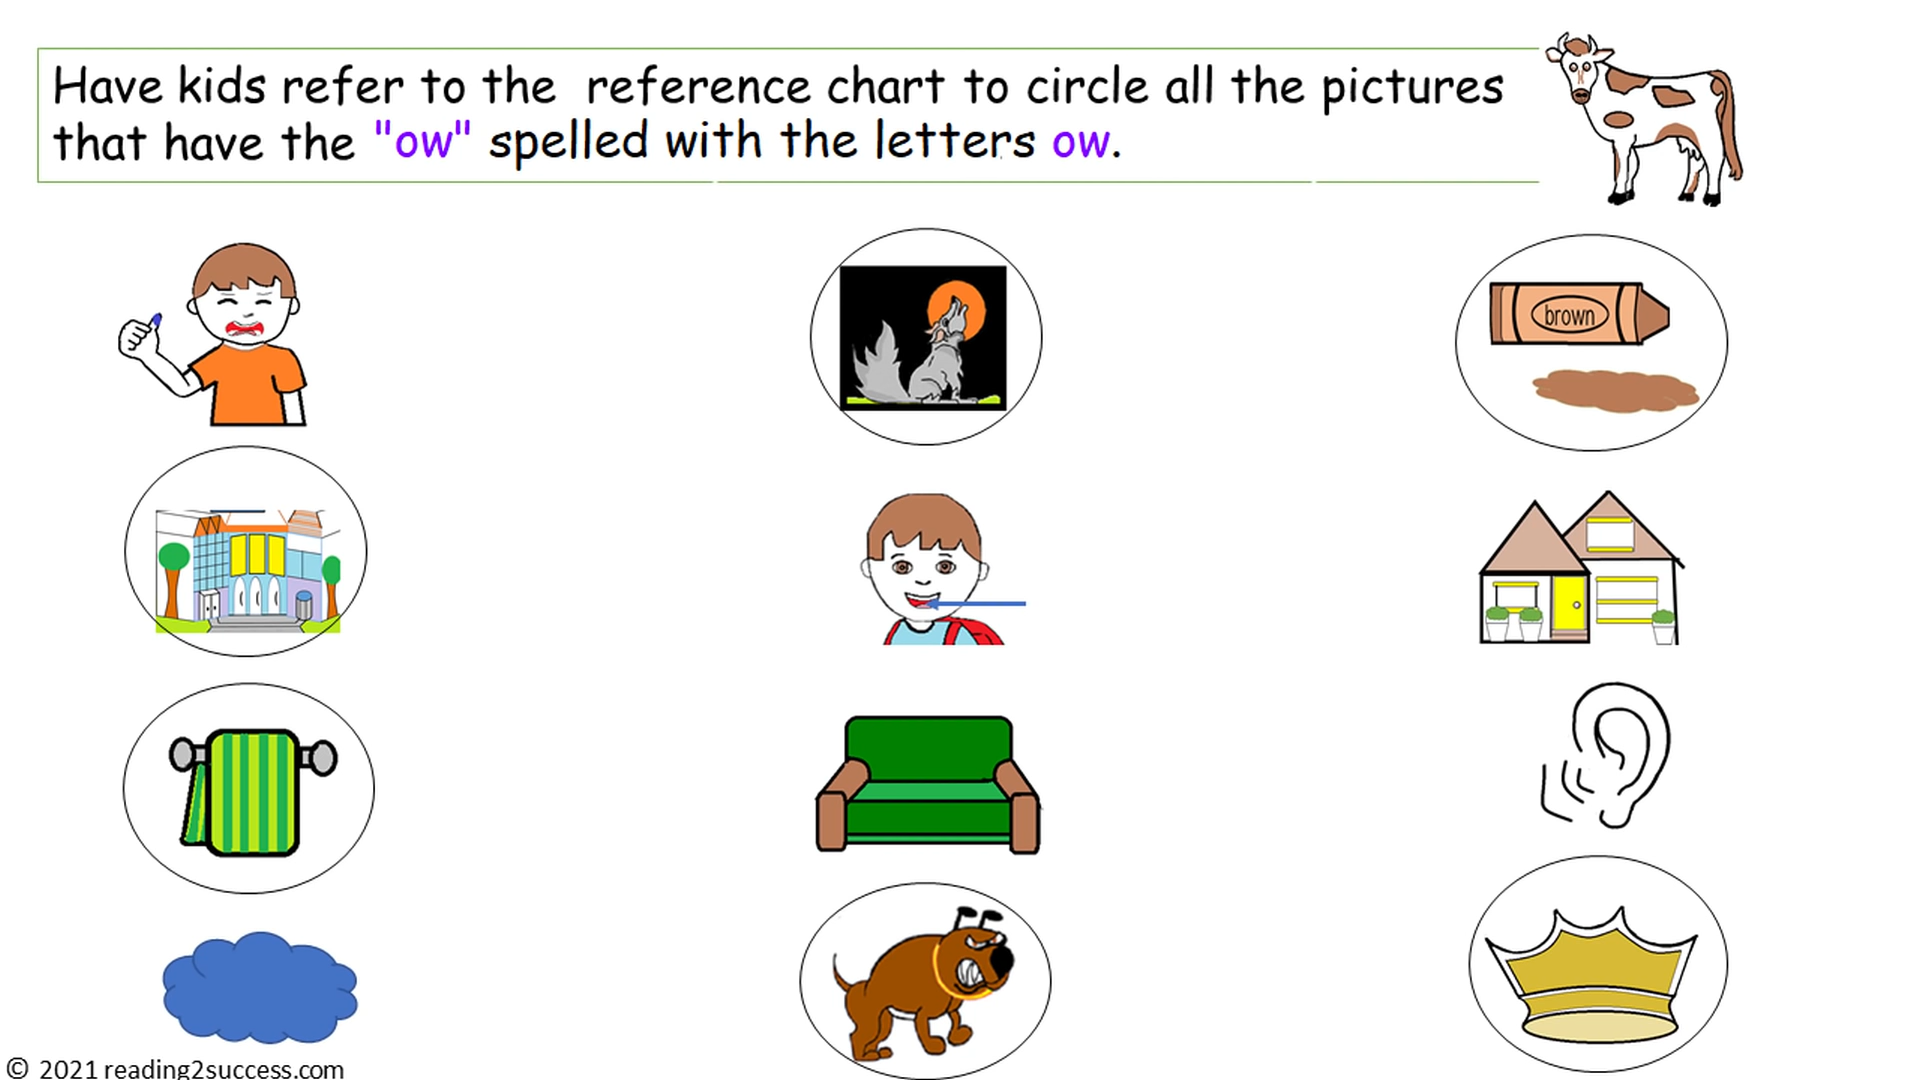 Have kids refer to the reference chart to circle all the pictures
that have the "ow" spelled with the letters ow.
brown
© 2021 reading2success.com